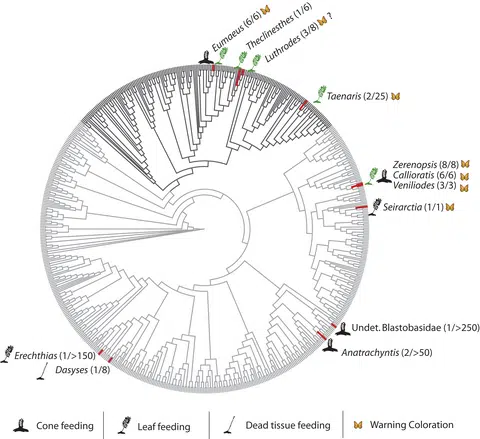 Eumaeus (6/6)
Theclinesthes (1/6)
Luthrodes (3/8) ?
Taenaris (2/25)
Zerenopsis (8/8)
Callioratis (6/6)
Veniliodes (3/3)
Seirarctia (1/1)
Undet. Blastobasidae (1/>250)
Anatrachyntis (2/>50)
Erechthias (1/>150)
Dasyses (1/8)
Cone feeding
Leaf feeding
Dead tissue feeding
Warning Coloration